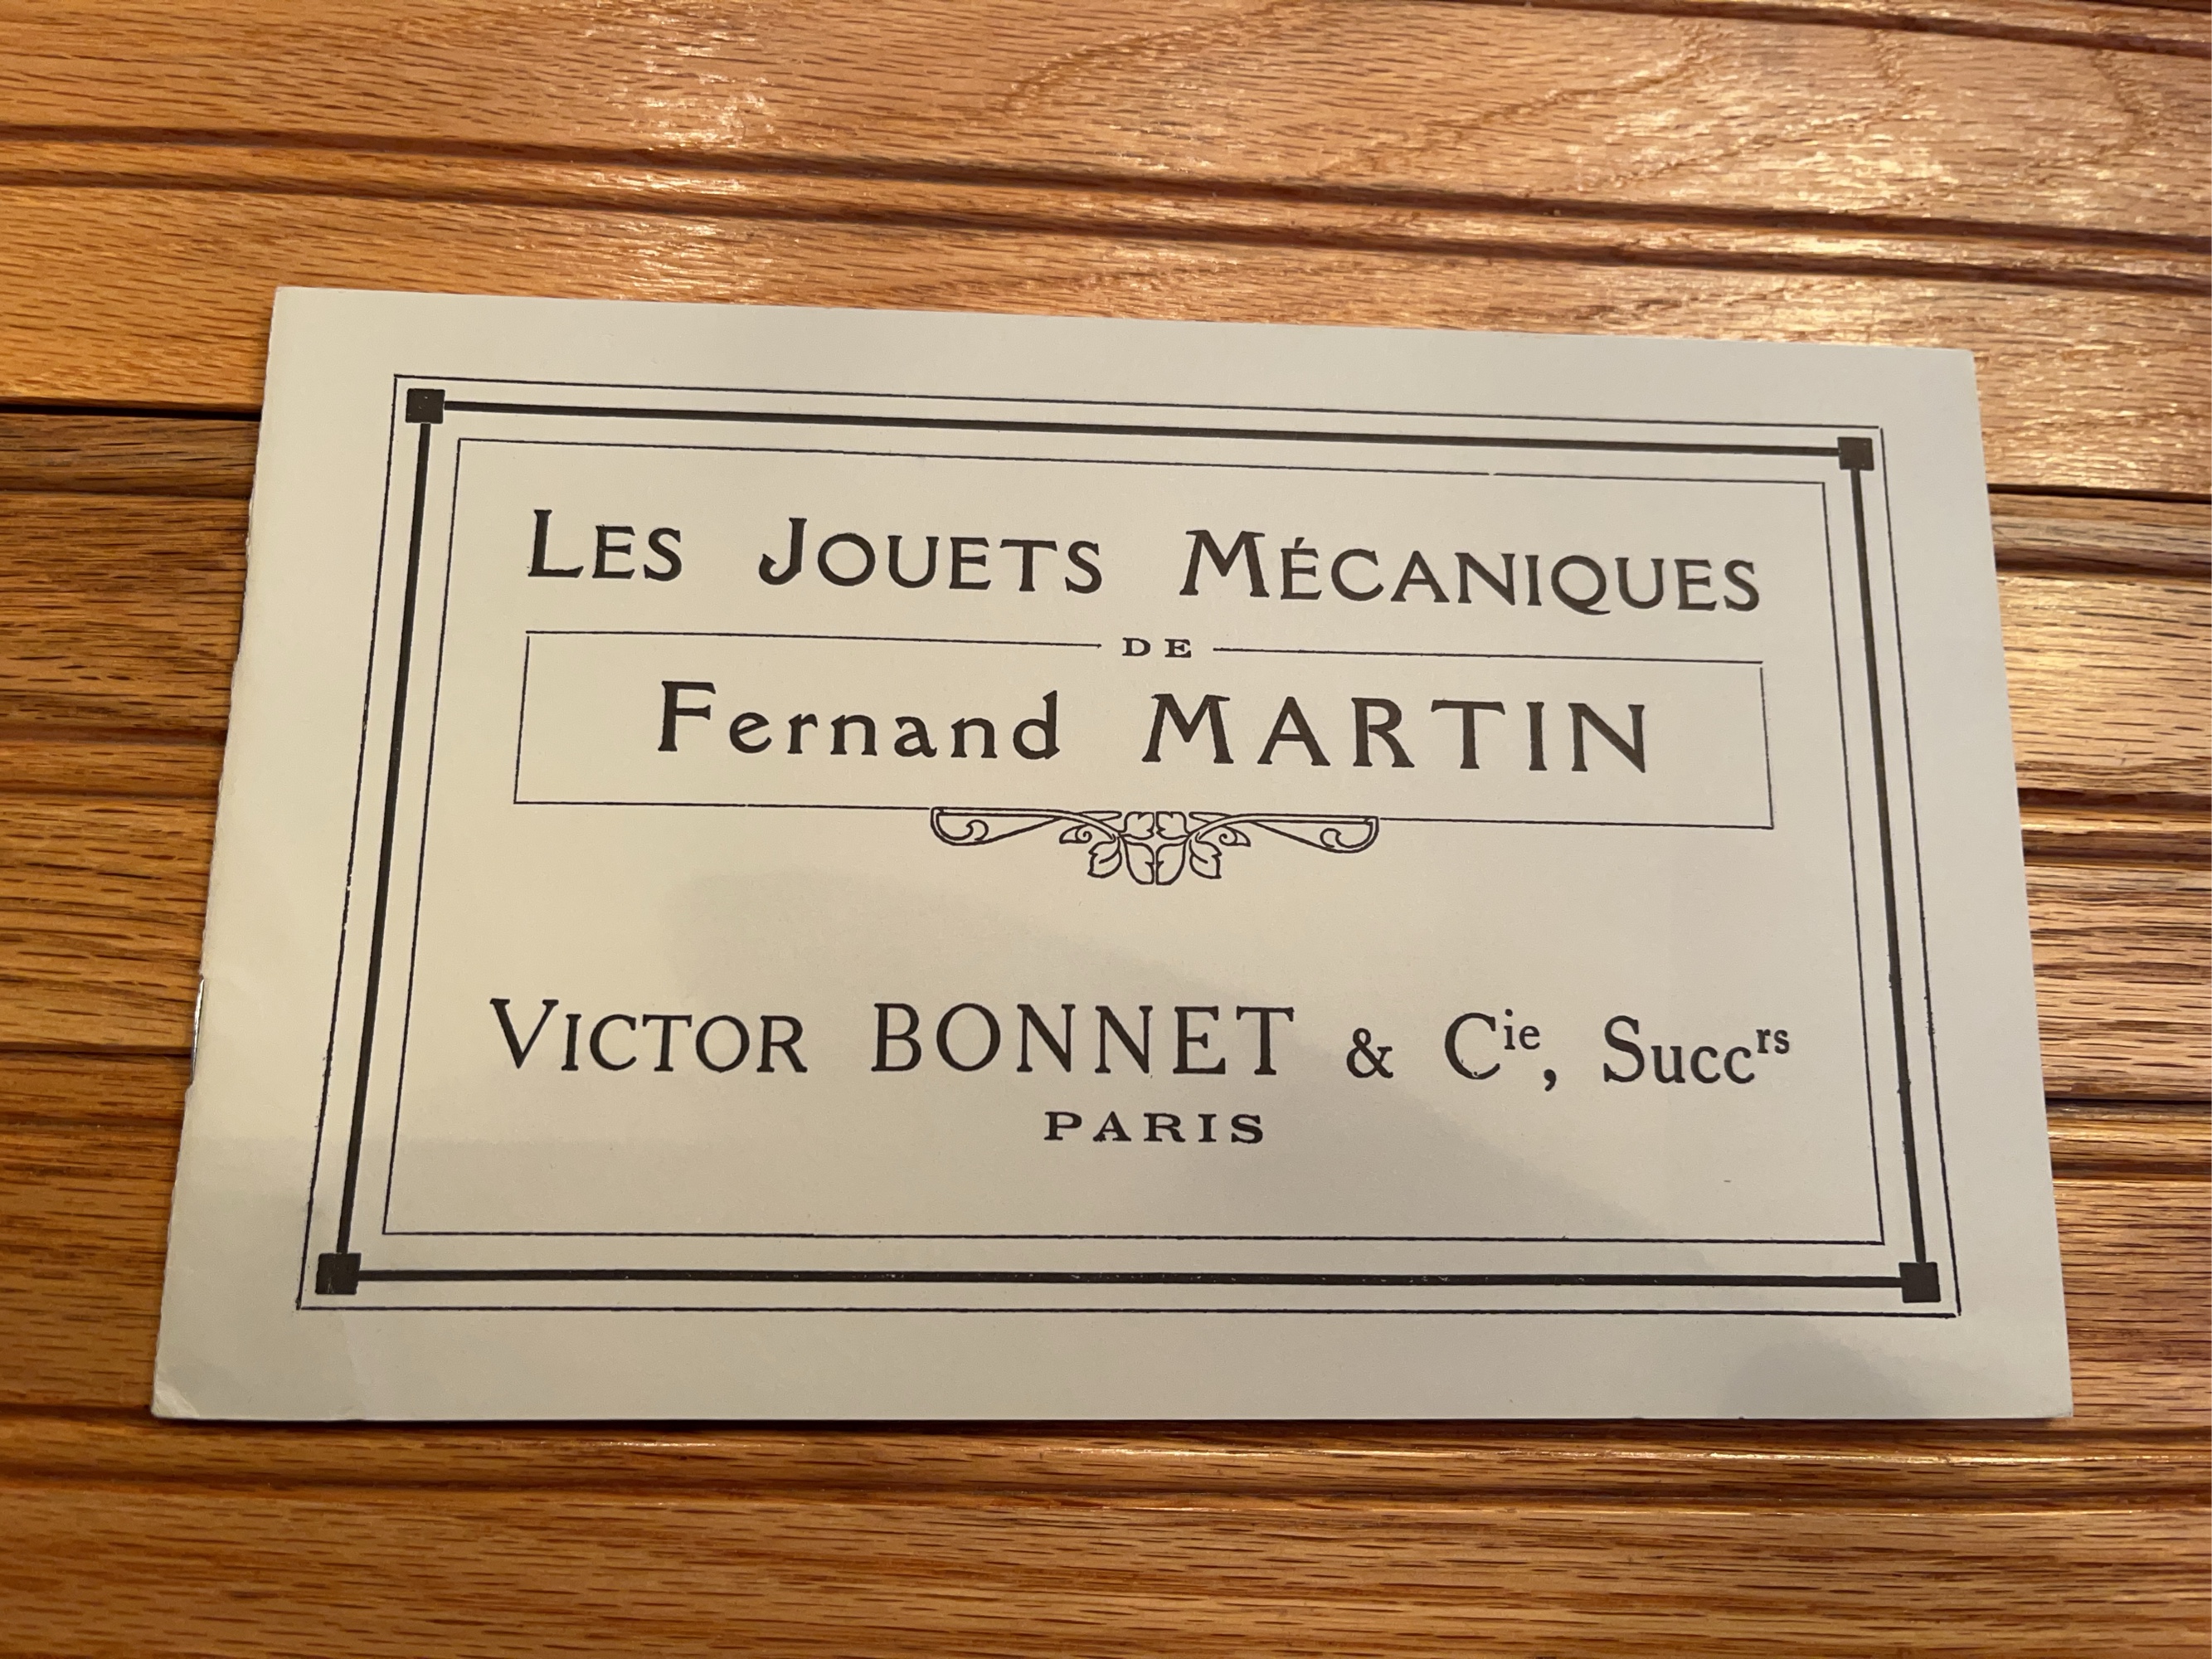 LES JOUETS MÉCANIQUES
DE
Fernand MARTIN
VICTOR BONNET & Cie, Succrs
PARIS